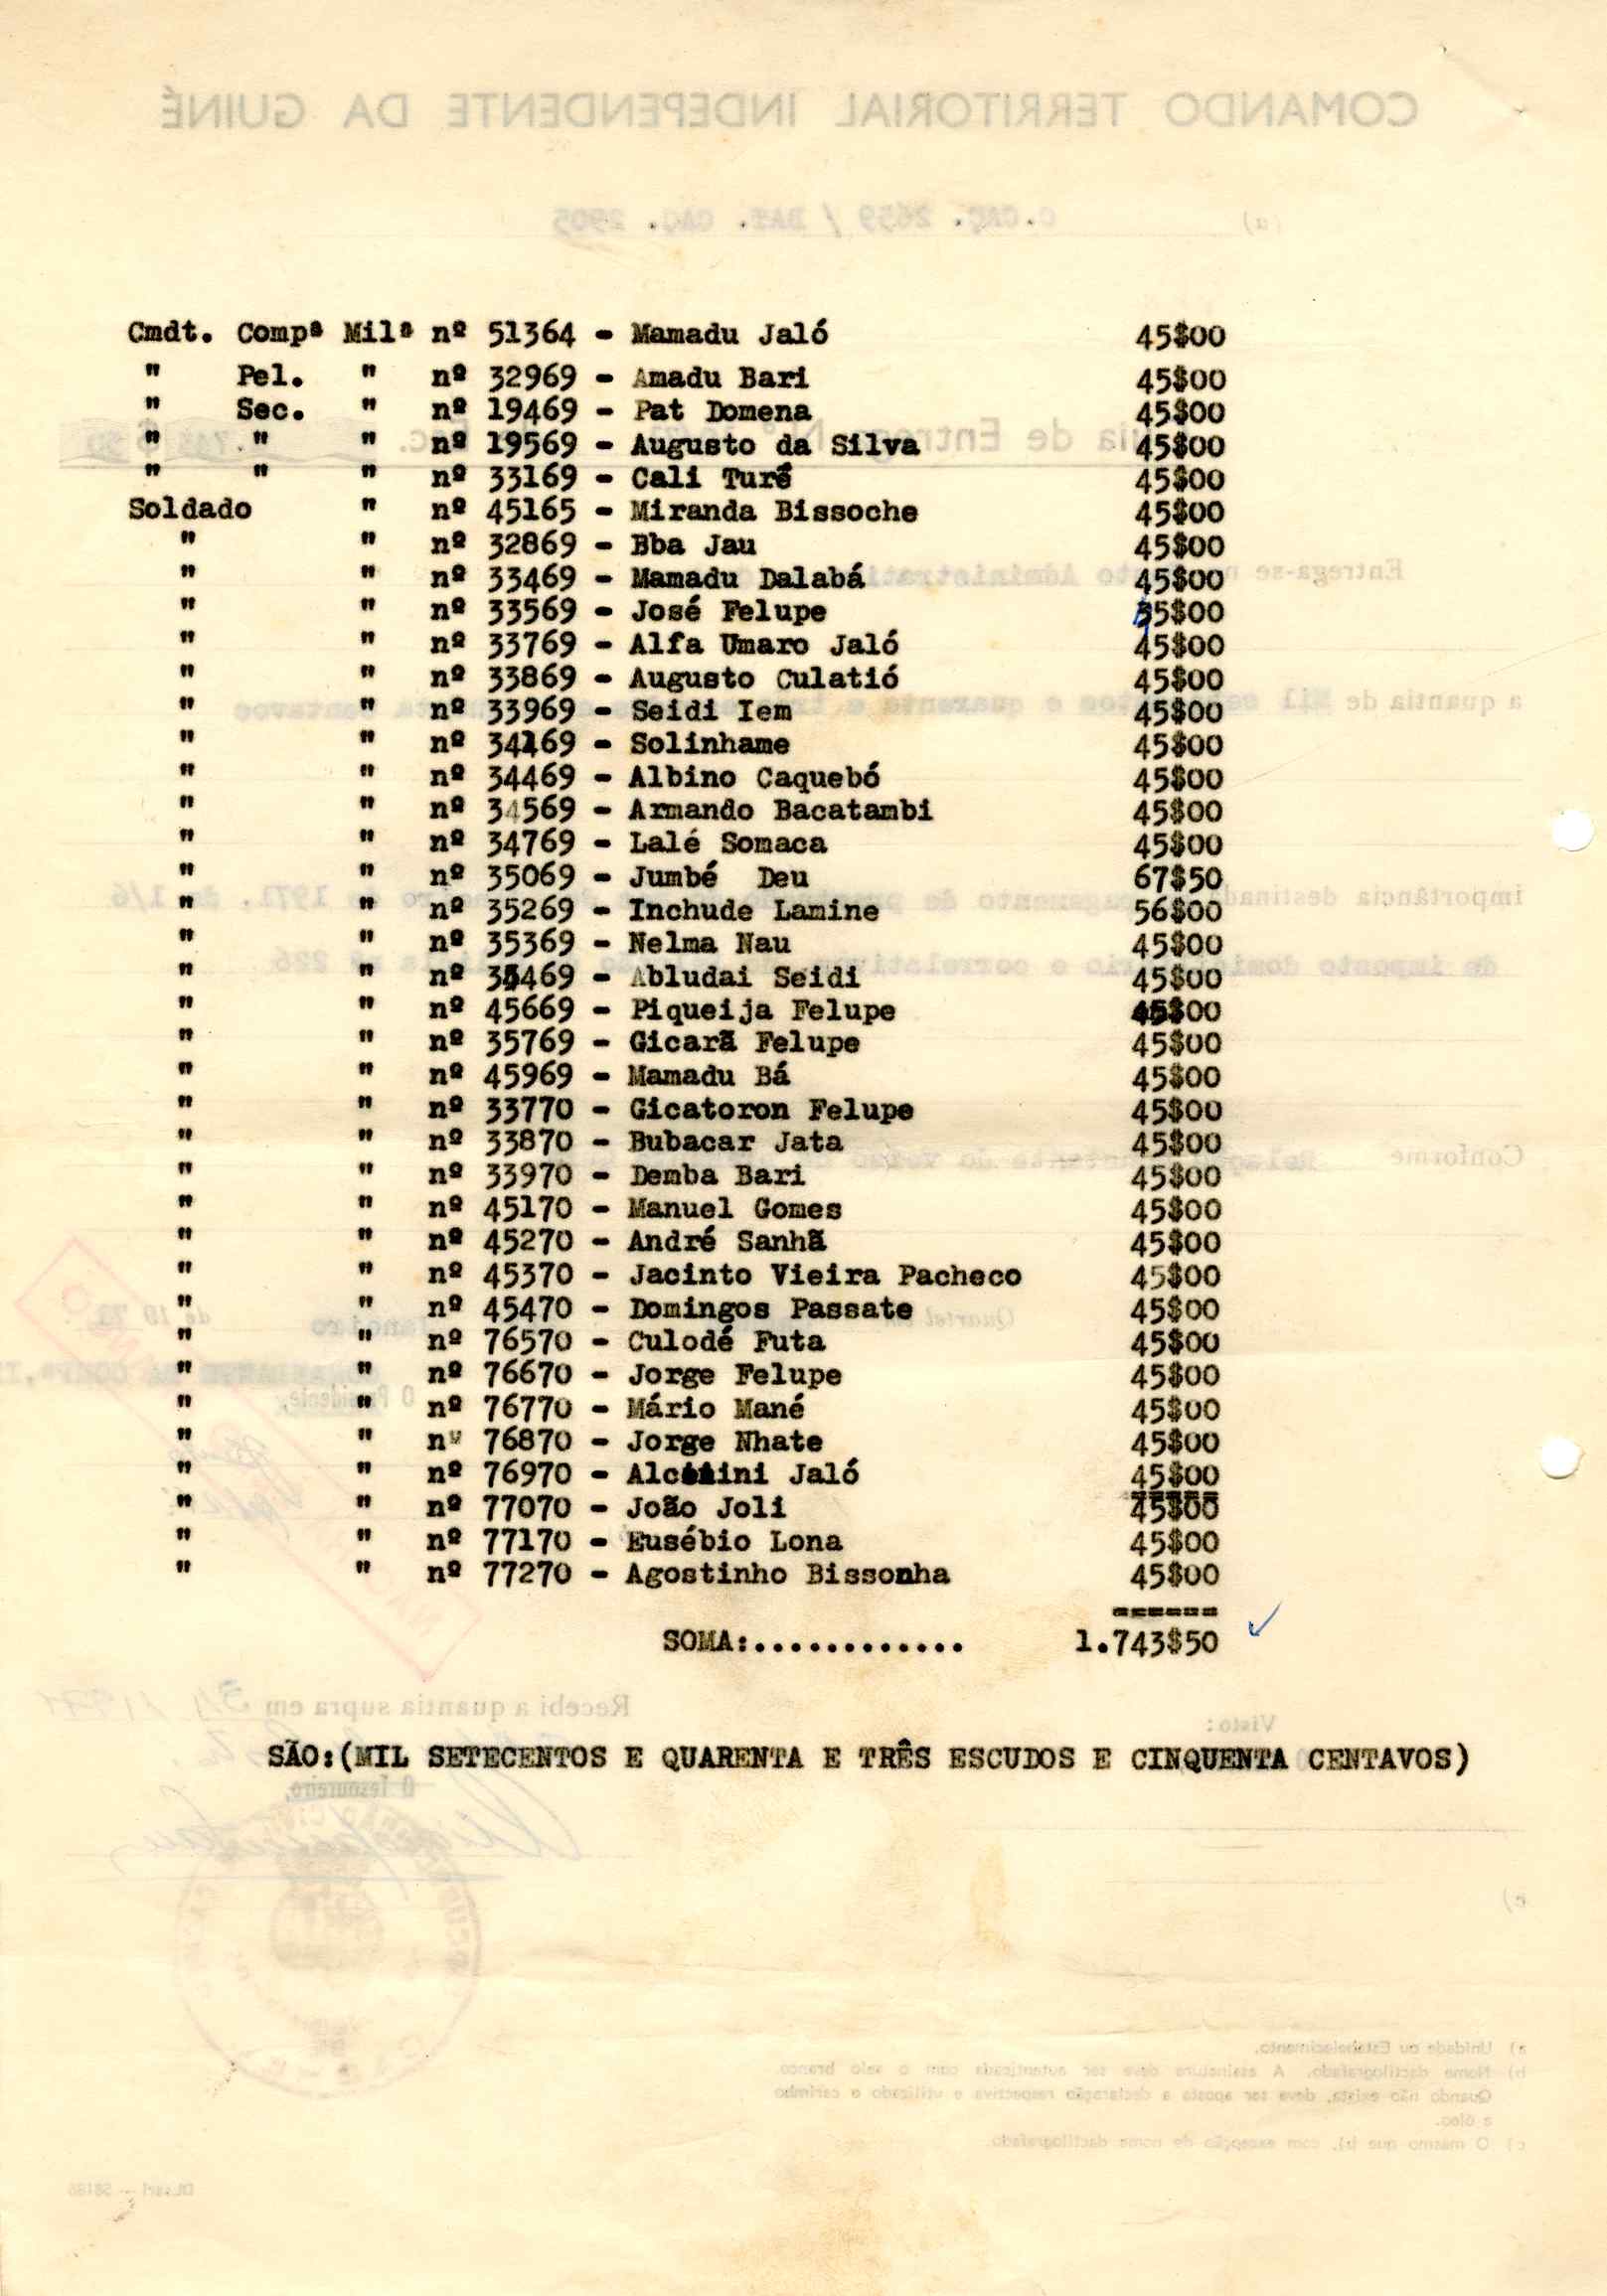 Cmdt. Compª Milª nº 51364 - Mamadu Jaló 45$00
" Pel. " nº 32969 - Amadu Bari 45$00
" Sec. " nº 19469 - Pat Domena 45$00
" " " nº 19569 - Augusto da Silva 45$00
" " " nº 33169 - Cali Turé 45$00
Soldado " nº 45165 - Miranda Bissoche 45$00
" " nº 32869 - Bba Jau 45$00
" " nº 33469 - Mamadu Dalabá 45$00
" " nº 33569 - José Felupe 45$00
" " nº 33769 - Alfa Umaro Jaló 45$00
" " nº 33869 - Augusto Culatió 45$00
" " nº 33969 - Seidi Iem 45$00
" " nº 34169 - Solinhame 45$00
" " nº 34469 - Albino Caquebó 45$00
" " nº 34569 - Armando Bacatambi 45$00
" " nº 34769 - Lalé Somaca 45$00
" " nº 35069 - Jumbé Deu 67$50
" " nº 35269 - Inchude Lamine 56$00
" " nº 35369 - Nelma Nau 45$00
" " nº 35469 - Abludai Seidi 45$00
" " nº 45669 - Piqueija Felupe 45$00
" " nº 35769 - Gicarã Felupe 45$00
" " nº 45969 - Mamadu Bá 45$00
" " nº 33770 - Gicatoron Felupe 45$00
" " nº 33870 - Bubacar Jata 45$00
" " nº 33970 - Demba Bari 45$00
" " nº 45170 - Manuel Gomes 45$00
" " nº 45270 - André Sanhã 45$00
" " nº 45370 - Jacinto Vieira Pacheco 45$00
" " nº 45470 - Domingos Passate 45$00
" " nº 76570 - Culodé Futa 45$00
" " nº 76670 - Jorge Felupe 45$00
" " nº 76770 - Mário Mané 45$00
" " nº 76870 - Jorge Nhate 45$00
" " nº 76970 - Jaló 45$00
" " nº 77070 - João Joli 45$00
" " nº 77170 - Eusébio Lona 45$00
" " nº 77270 - Agostinho Bissonha 45$00
------
SOMA:............ 1.743$50
SÃO:(MIL SETECENTOS E QUARENTA E TRÊS ESCUDOS E CINQUENTA CENTAVOS)